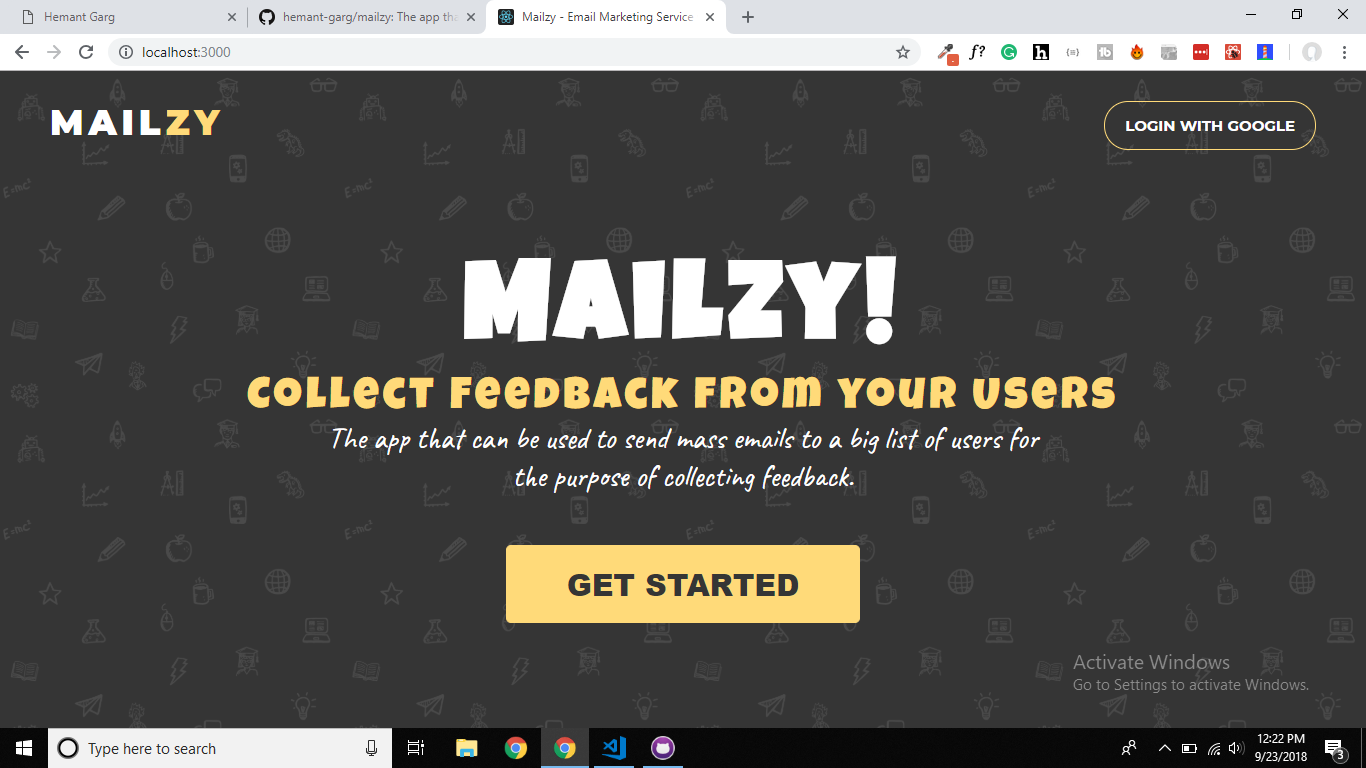 Hemant Garg
hemant-garg/mailzy: The app tha
Mailzy - Email Marketing Service
localhost:3000
f?
h
MAILZY
LOGIN WITH GOOGLE
MAILZY!
COLLECT FEEDBACK FROM YOUR USERS
The app that can be used to send mass emails to a big list of users for
the purpose of collecting feedback.
GET STARTED
Activate Windows
Go to Settings to activate Windows.
Type here to search
12:22 PM
9/23/2018
3